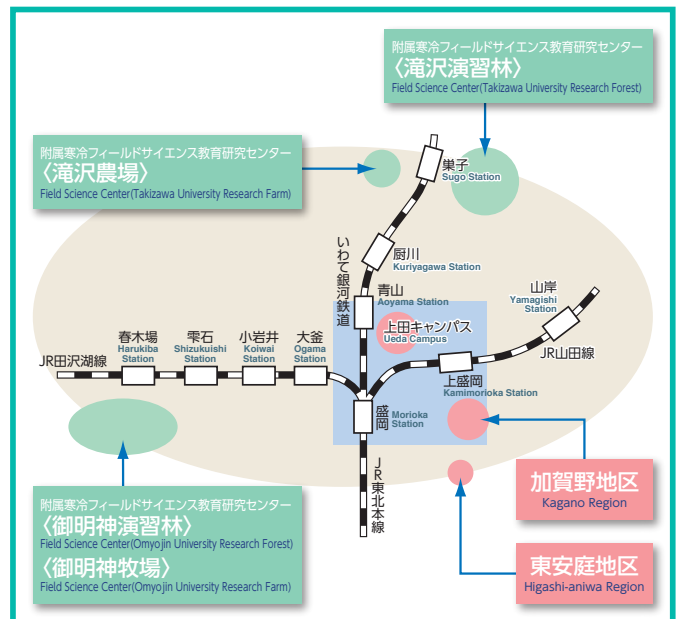 附属寒冷フィールドサイエンス教育研究センター
〈滝沢演習林〉
Field Science Center(Takizawa University Research Forest)
附属寒冷フィールドサイエンス教育研究センター
〈滝沢農場〉
Field Science Center(Takizawa University Research Farm)
巣子
Sugo Station
厨川
Kuriyagawa Station
いわて銀河鉄道
青山
Aoyama Station
山岸
Yamagishi
Station
上田キャンパス
Ueda Campus
JR山田線
春木場
Harukiba
Station
雫石
Shizukuishi
Station
小岩井
Koiwai
Station
大釜
Ogama
Station
JR田沢湖線
上盛岡
Kamimorioka Station
盛岡
Morioka
Station
JR東北本線
加賀野地区
Kagano Region
附属寒冷フィールドサイエンス教育研究センター
〈御明神演習林〉
Field Science Center(Omyojin University Research Forest)
〈御明神牧場〉
Field Science Center(Omyojin University Research Farm)
東安庭地区
Higashi-aniwa Region